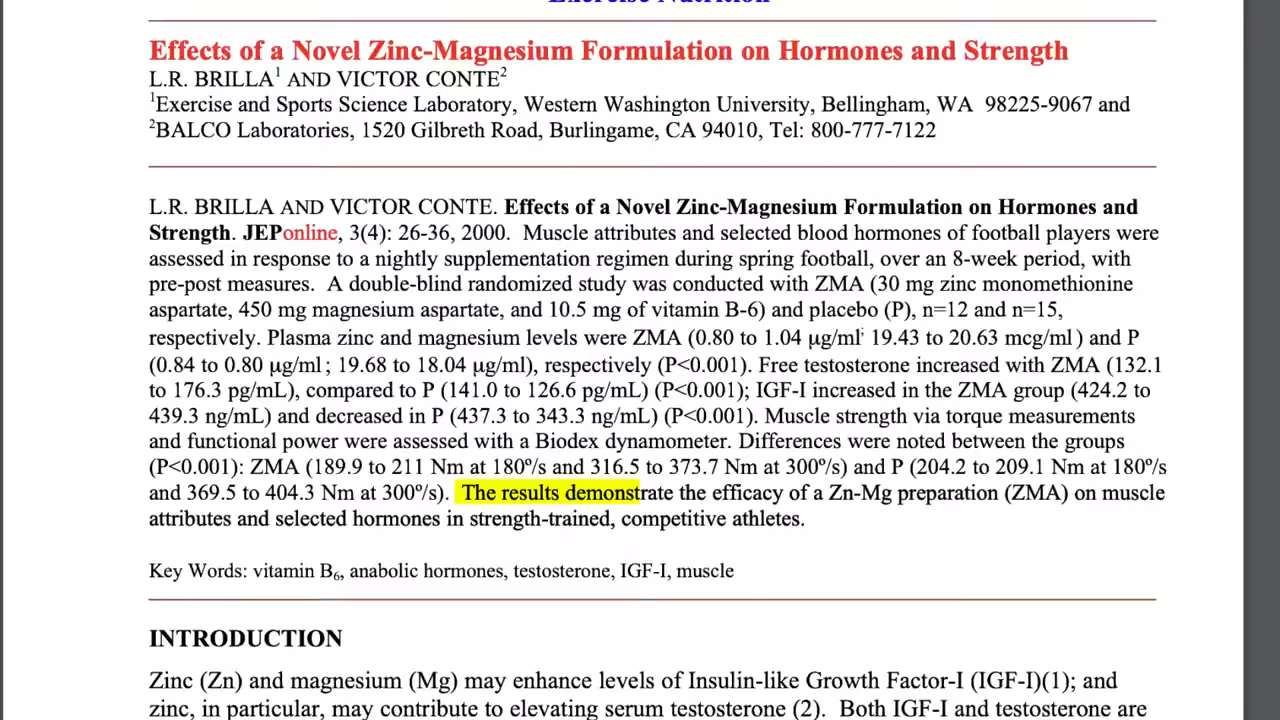 Exercise Nutrition
Effects of a Novel Zinc-Magnesium Formulation on Hormones and Strength
L.R. BRILLA1 AND VICTOR CONTE2
1Exercise and Sports Science Laboratory, Western Washington University, Bellingham, WA 98225-9067 and
2BALCO Laboratories, 1520 Gilbreth Road, Burlingame, CA 94010, Tel: 800-777-7122
L.R. BRILLA AND VICTOR CONTE. Effects of a Novel Zinc-Magnesium Formulation on Hormones and
Strength. JEPonline, 3(4): 26-36, 2000. Muscle attributes and selected blood hormones of football players were
assessed in response to a nightly supplementation regimen during spring football, over an 8-week period, with
pre-post measures. A double-blind randomized study was conducted with ZMA (30 mg zinc monomethionine
aspartate, 450 mg magnesium aspartate, and 10.5 mg of vitamin B-6) and placebo (P), n=12 and n=15,
respectively. Plasma zinc and magnesium levels were ZMA (0.80 to 1.04 µg/ml; 19.43 to 20.63 mcg/ml) and P
(0.84 to 0.80 µg/ml; 19.68 to 18.04 µg/ml), respectively (P<0.001). Free testosterone increased with ZMA (132.1
to 176.3 pg/mL), compared to P (141.0 to 126.6 pg/mL) (P<0.001); IGF-I increased in the ZMA group (424.2 to
439.3 ng/mL) and decreased in P (437.3 to 343.3 ng/mL) (P<0.001). Muscle strength via torque measurements
and functional power were assessed with a Biodex dynamometer. Differences were noted between the groups
(P<0.001): ZMA (189.9 to 211 Nm at 180º/s and 316.5 to 373.7 Nm at 300º/s) and P (204.2 to 209.1 Nm at 180º/s
and 369.5 to 404.3 Nm at 300º/s). The results demonstrate the efficacy of a Zn-Mg preparation (ZMA) on muscle
attributes and selected hormones in strength-trained, competitive athletes.
Key Words: vitamin B6, anabolic hormones, testosterone, IGF-I, muscle
INTRODUCTION
Zinc (Zn) and magnesium (Mg) may enhance levels of Insulin-like Growth Factor-I (IGF-I)(1); and
zinc, in particular, may contribute to elevating serum testosterone (2). Both IGF-I and testosterone are